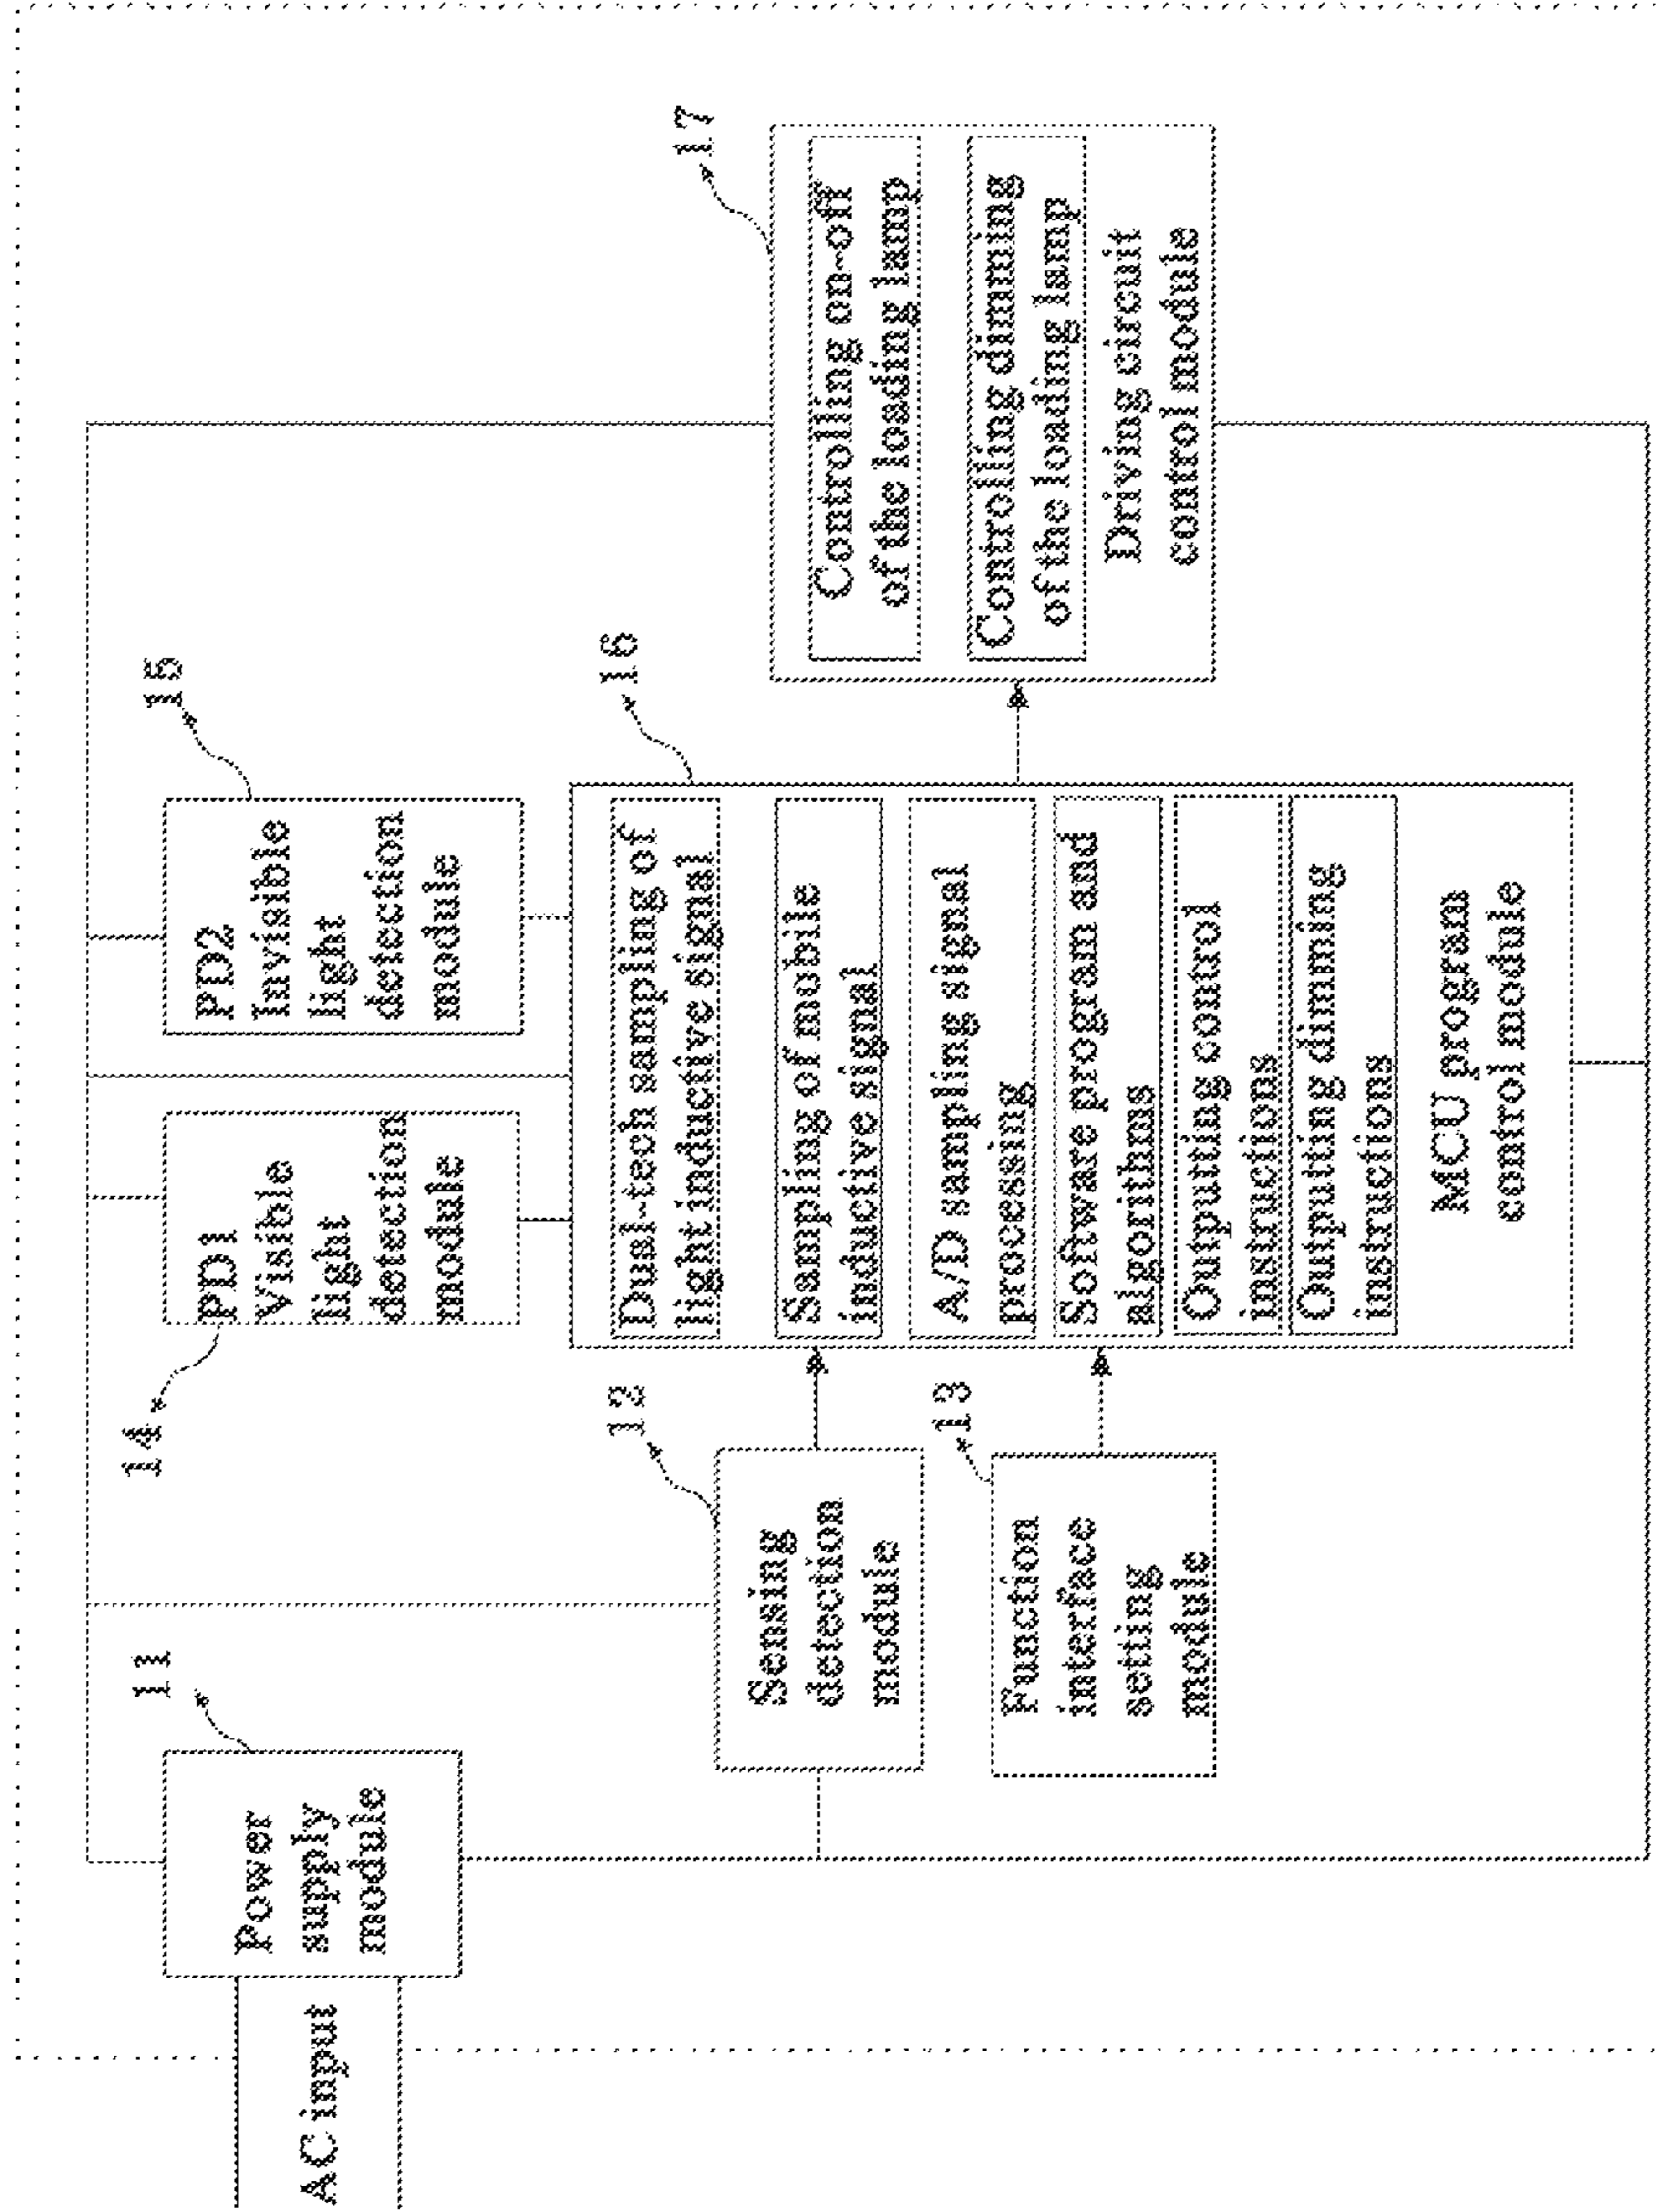 AC input
11
Power
supply
module
14
PD1
Visible
light
detection
module
15
PD2
Invisible
light
detection
module
12
Sensing
detection
module
13
Function
interface
setting
module
16
Dual-tech sampling of
light inductive signal
Sampling of mobile
inductive signal
A/D sampling signal
processing
Software program and
algorithms
Outputting control
instructions
Outputting dimming
instructions
MCU program
control module
17
Controlling on-off
of the loading lamp
Controlling dimming
of the loading lamp
Driving circuit
control module